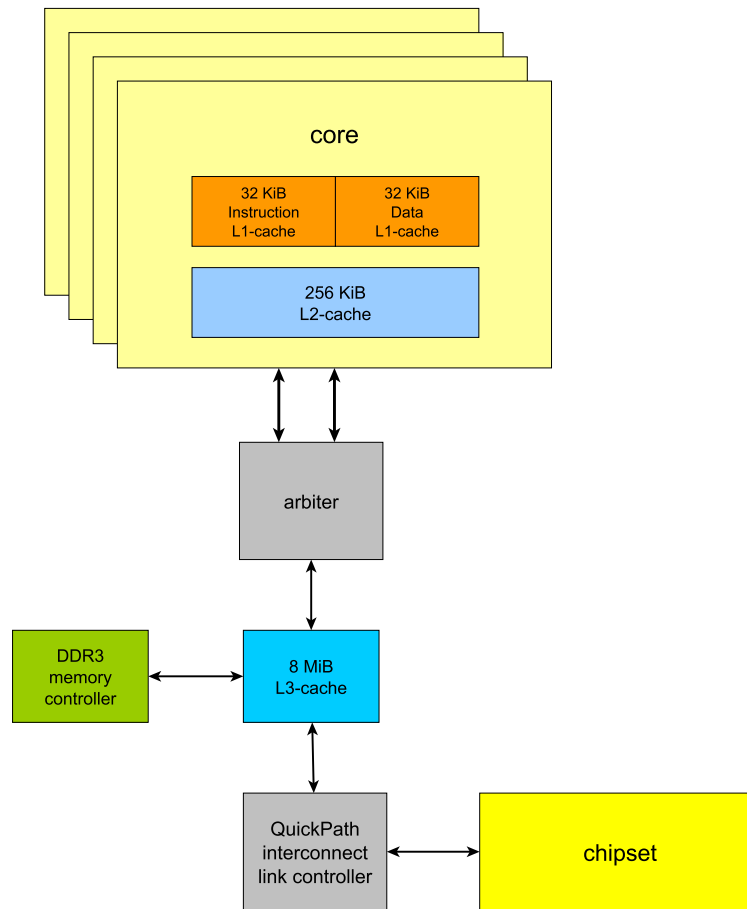 core
32 KiB
Instruction
L1-cache
32 KiB
Data
L1-cache
256 KiB
L2-cache
arbiter
DDR3
memory
controller
8 MiB
L3-cache
QuickPath
interconnect
link controller
chipset